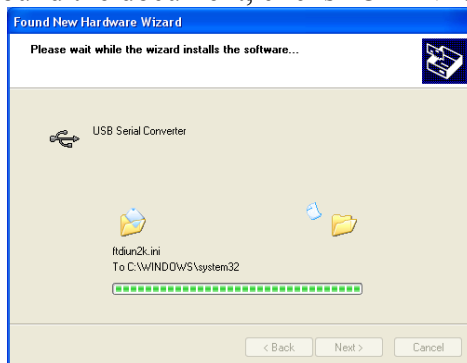 Found New Hardware Wizard
Please wait while the wizard installs the software...
USB Serial Converter
ftdiun2k.ini
To C:\WINDOWS\system32
< Back
Next >
Cancel